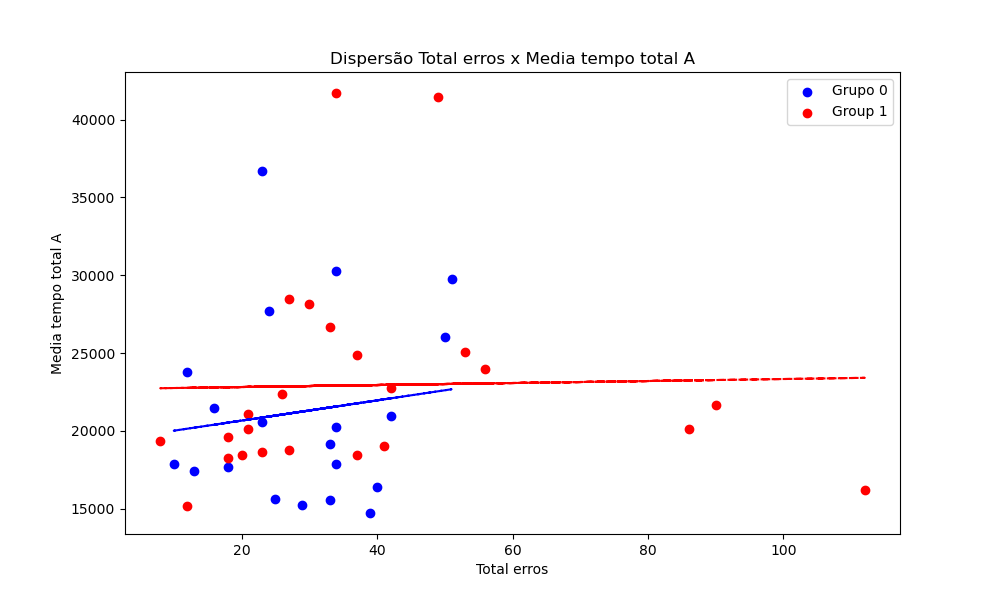 Dispersão Total erros x Media tempo total A
Grupo 0
Group 1
Media tempo total A
40000
35000
30000
25000
20000
15000
20
40
60
80
100
Total erros